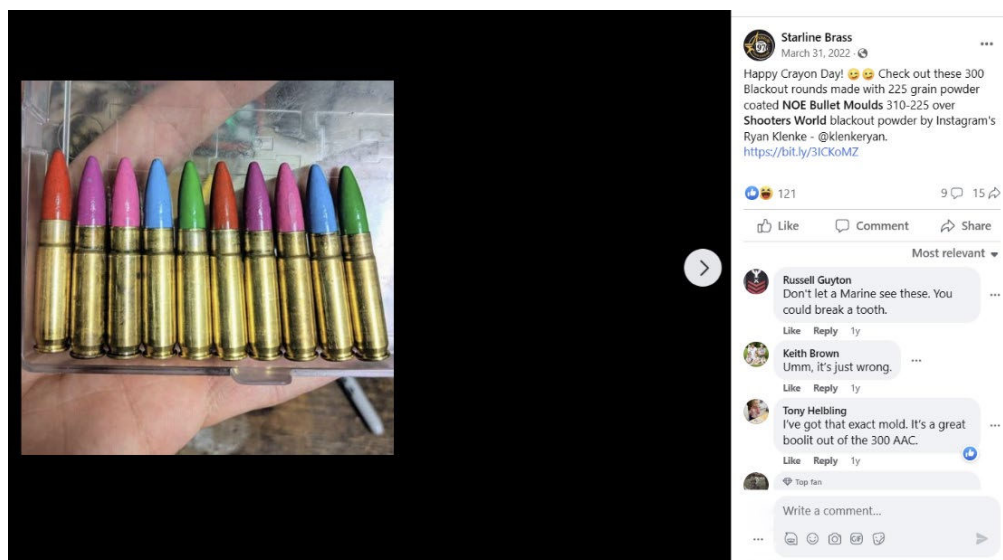 Starline Brass
March 31, 2022 ·
Happy Crayon Day! 😜 😜 Check out these 300
Blackout rounds made with 225 grain powder
coated NOE Bullet Moulds 310-225 over
Shooters World blackout powder by Instagram's
Ryan Klenke - @klenkeryan.
https://bit.ly/3ICKoMZ
121
9
15
Like
Comment
Share
Most relevant
Russell Guyton
Don't let a Marine see these. You
could break a tooth.
Like Reply 1y
Keith Brown
Umm, it's just wrong.
Like Reply 1y
Tony Helbling
I've got that exact mold. It's a great
boolit out of the 300 AAC.
Like Reply 1y
Top fan
Write a comment...
GIF